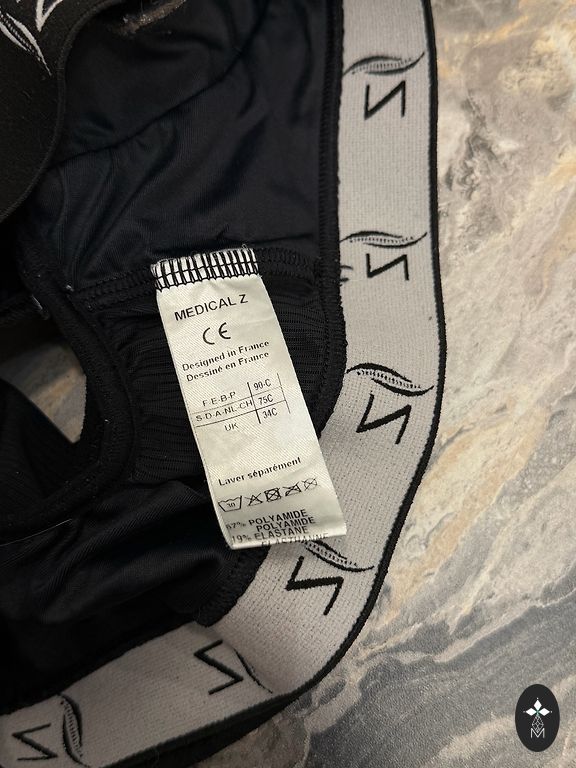 MEDICAL Z
CE
Designed in France
Dessiné en France
F-E-B-P 90-C
S-D-A-NL-CH 75C
UK 34C
Laver séparément
30
POLYAMIDE
POLYAMIDE
19% ELASTANE
Z
Z
Z
Z
Z
Z
M